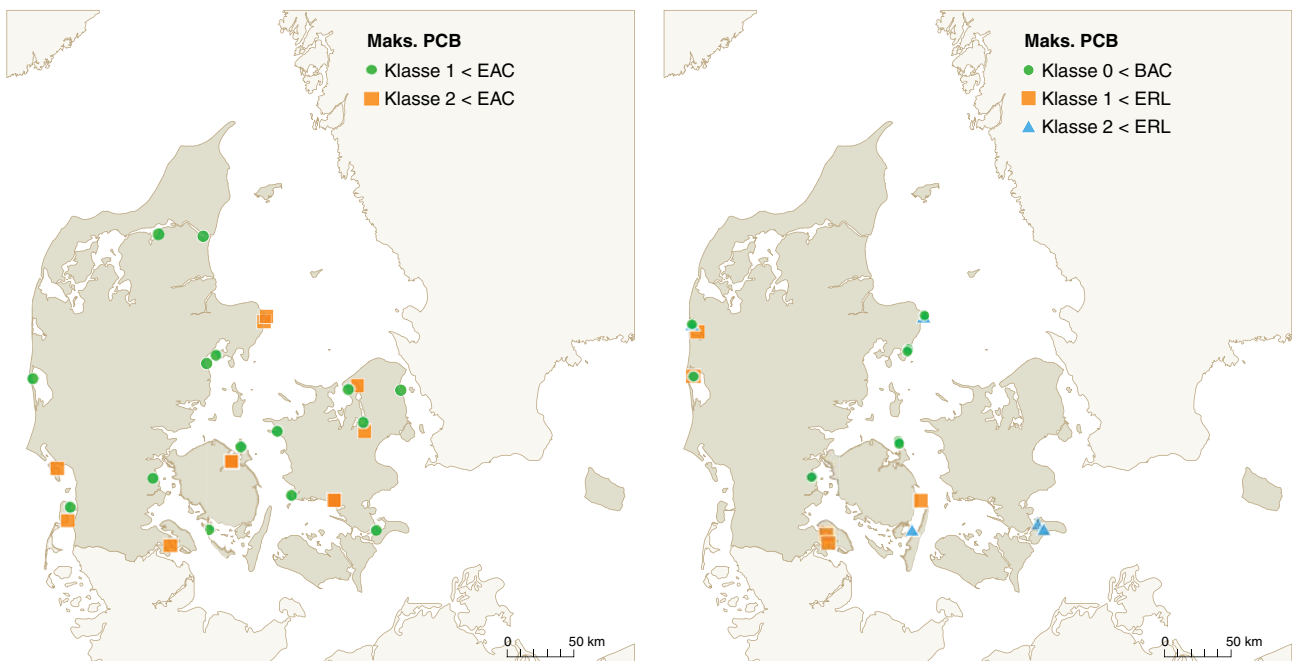 Maks. PCB
Klasse 1 < EAC
Klasse 2 < EAC
0 50 km
Maks. PCB
Klasse 0 < BAC
Klasse 1 < ERL
Klasse 2 < ERL
0 50 km